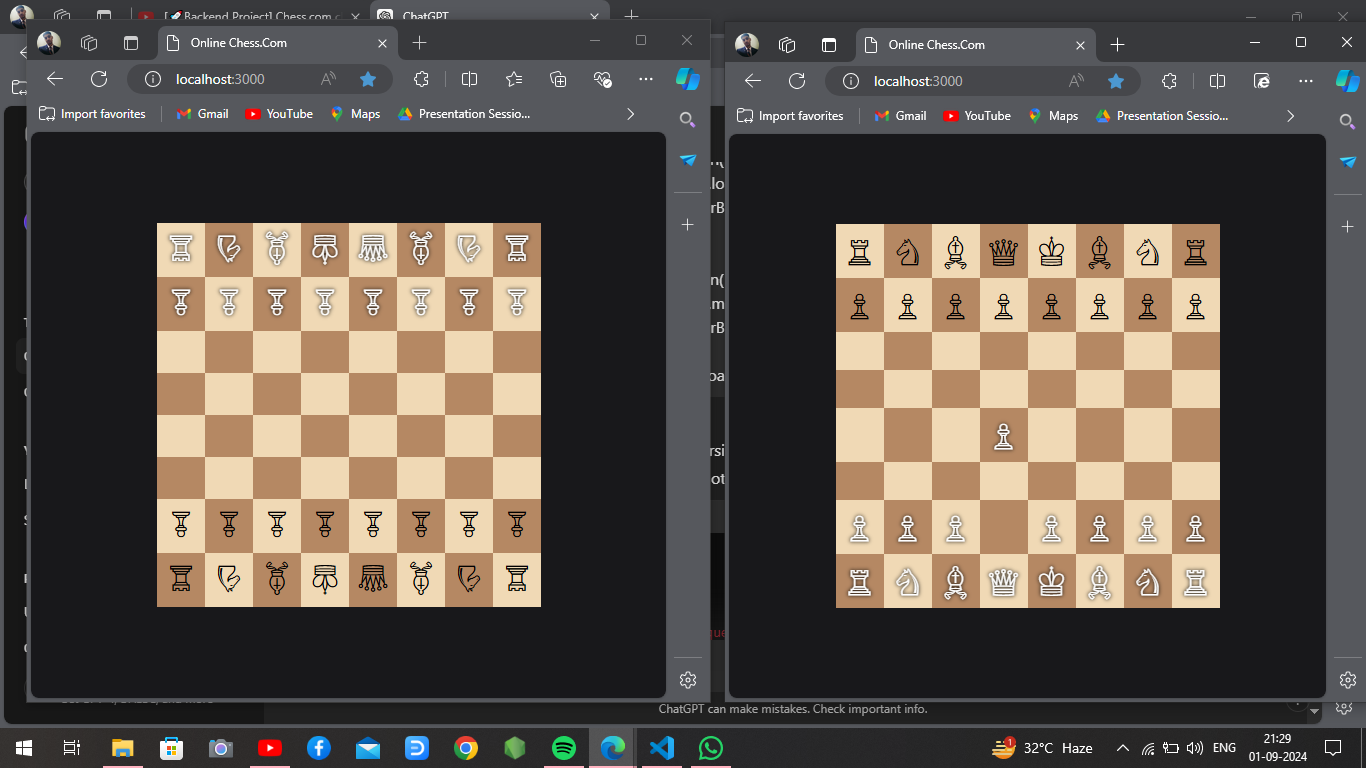 [🚀Backend Project] Chess.com c
ChatGPT
Online Chess.Com
localhost:3000
Import favorites
Gmail
YouTube
Maps
Presentation Sessio...
Online Chess.Com
localhost:3000
Import favorites
Gmail
YouTube
Maps
Presentation Sessio...
ChatGPT can make mistakes. Check important info.
1
32°C Haze
ENG
21:29
01-09-2024